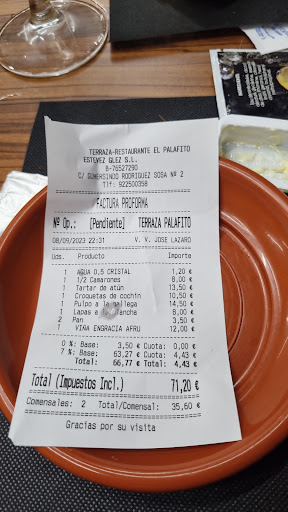 TERRAZA-RESTAURANTE EL PALAFITO
ESTEVEZ GLEZ S.L.
B-76527290
C/ GUMERSINDO RODRIGUEZ SOSA Nº 2
Tlf: 922500358
FACTURA PROFORMA
Nº Op.: [Pendiente] TERRAZA PALAFITO
08/09/2023 22:31 V. V. JOSE LAZARO
Uds. Producto Importe
1 AGUA 0,5 CRISTAL 1,20 €
1 1/2 Camarones 8,00 €
1 Tartar de atún 13,50 €
1 Croquetas de cochin 10,50 €
1 Pulpo a la gallega 14,50 €
1 Lapas a plancha 8,00 €
2 Pan 3,50 €
1 VIÑA ENGRACIA AFRU 12,00 €
0 %: Base: 3,50 € Cuota: 0,00 €
7 %: Base: 63,27 € Cuota: 4,43 €
Total: 66,77 € Total: 4,43 €
Total (Impuestos Incl.) 71,20 €
Comensales: 2 Total/Comensal: 35,60 €
Gracias por su visita